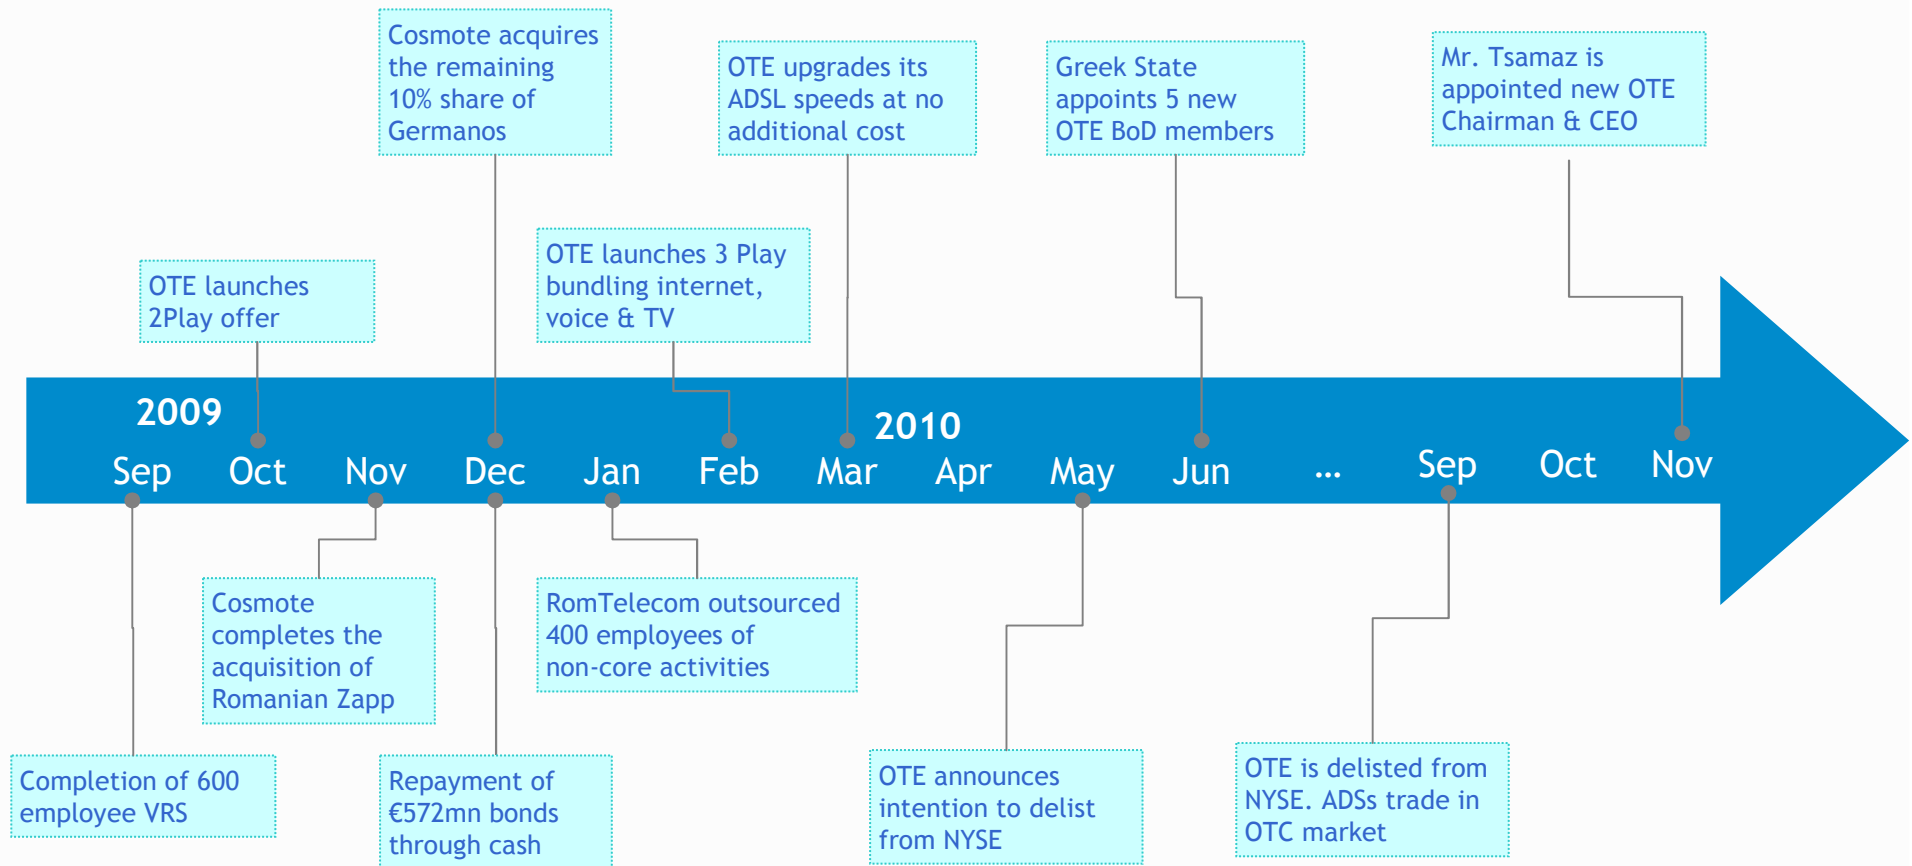 Cosmote acquires
the remaining
10% share of
Germanos
OTE upgrades its
ADSL speeds at no
additional cost
Greek State
appoints 5 new
OTE BoD members
Mr. Tsamaz is
appointed new OTE
Chairman & CEO
OTE launches
2Play offer
OTE launches 3 Play
bundling internet,
voice & TV
2009
2010
Sep Oct Nov Dec Jan Feb Mar Apr May Jun … Sep Oct Nov
Cosmote
completes the
acquisition of
Romanian Zapp
RomTelecom outsourced
400 employees of
non-core activities
Completion of 600
employee VRS
Repayment of
€572mn bonds
through cash
OTE announces
intention to delist
from NYSE
OTE is delisted from
NYSE. ADSs trade in
OTC market